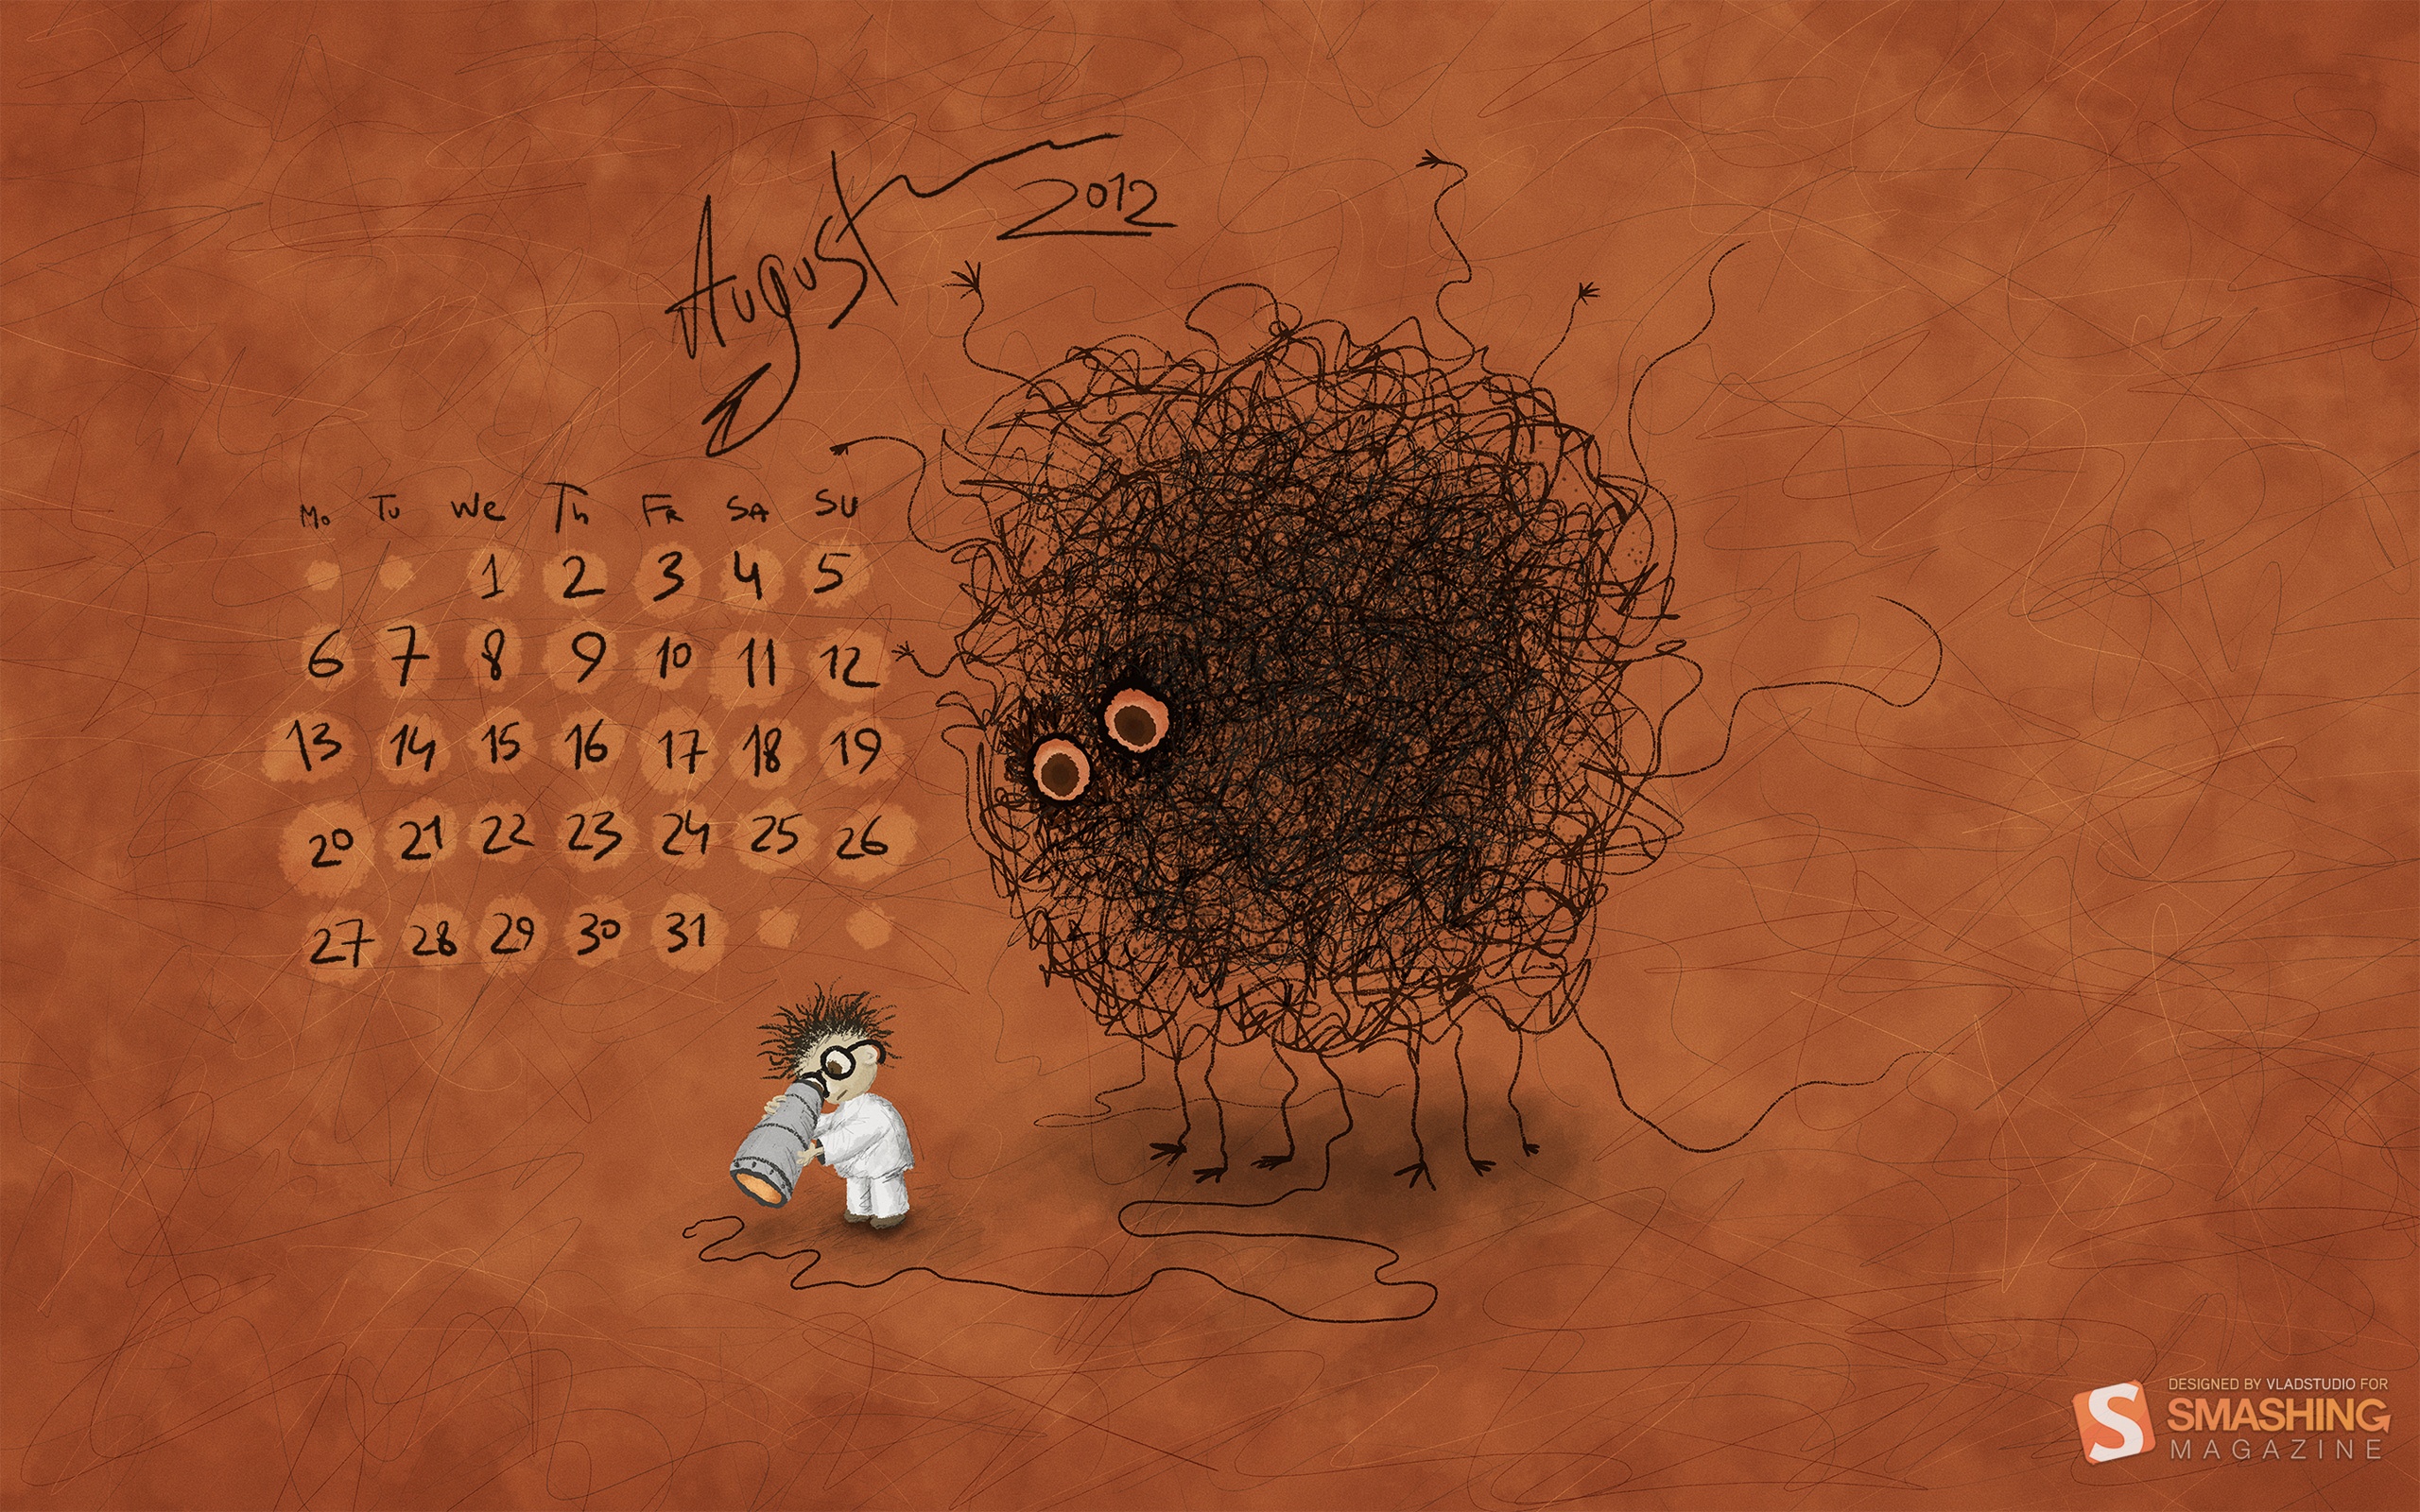 August 2012
Mo Tu We Th FR SA SU
1 2 3 4 5
6 7 8 9 10 11 12
13 14 15 16 17 18 19
20 21 22 23 24 25 26
27 28 29 30 31
DESIGNED BY VLADSTUDIO FOR
SMASHING
MAGAZINE